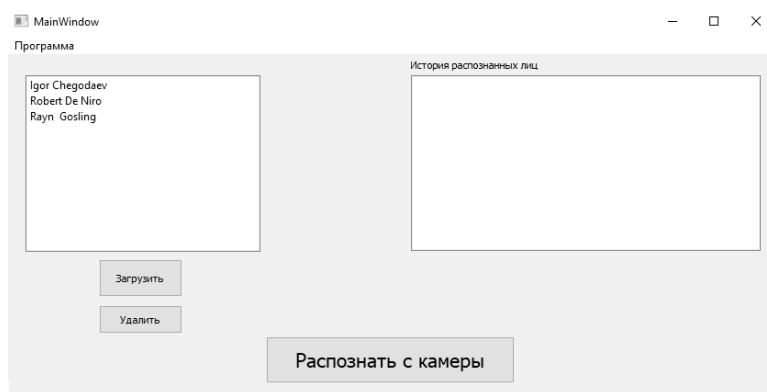 MainWindow
Программа
История распознанных лиц
Igor Chegodaev
Robert De Niro
Rayn  Gosling
Загрузить
Удалить
Распознать с камеры